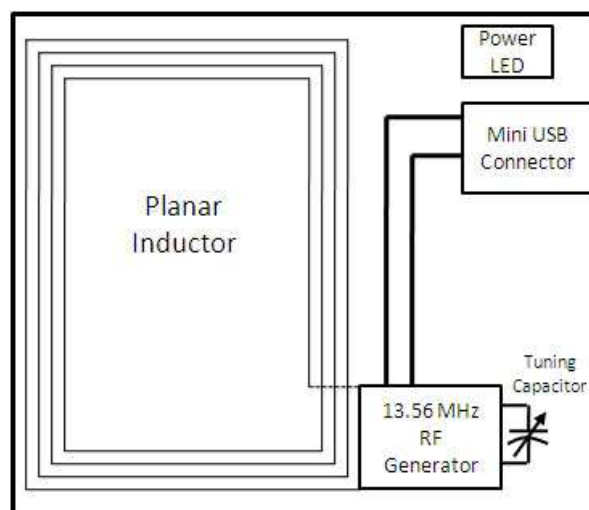 Power
LED
Mini USB
Connector
Planar
Inductor
Tuning
Capacitor
13.56 MHz
RF
Generator